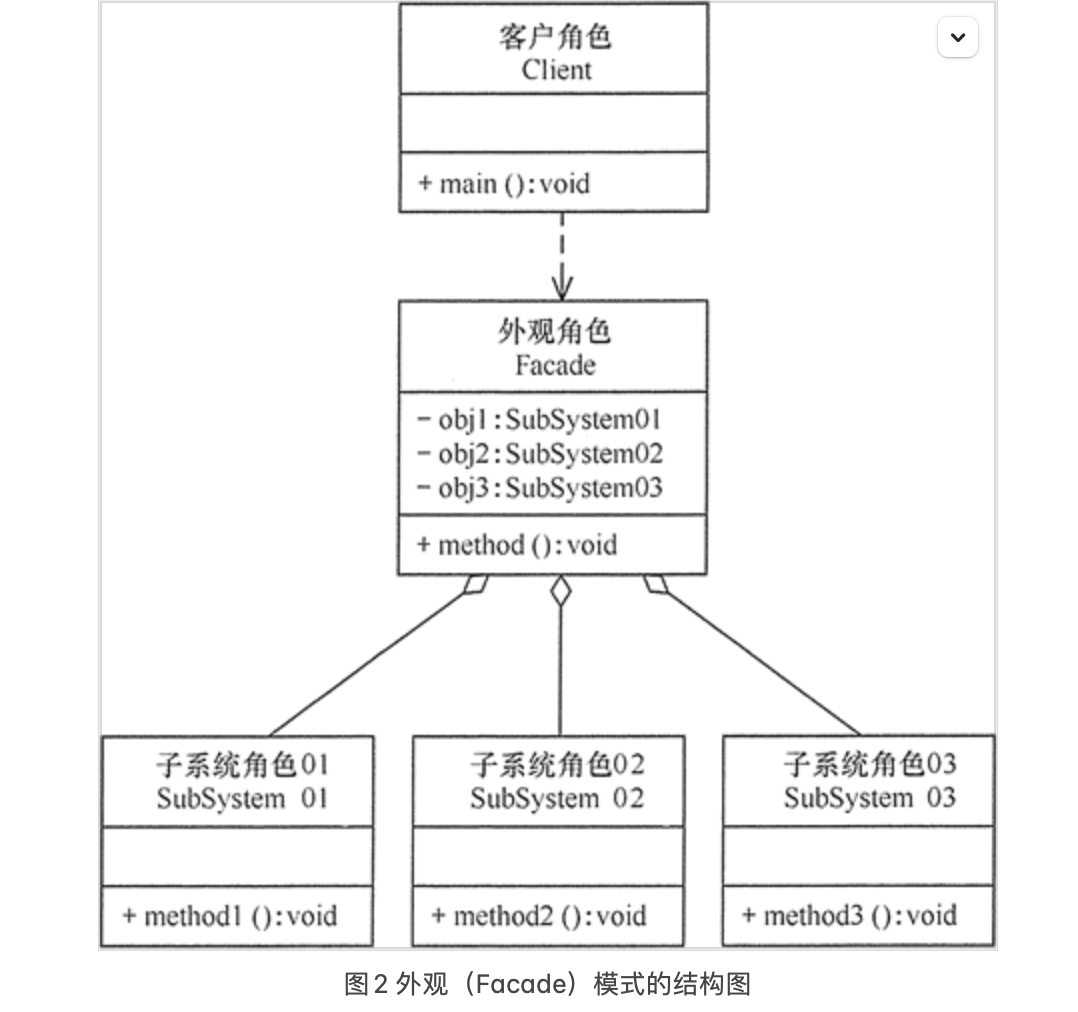 客户角色
Client
+ main ():void
外观角色
Facade
- obj1:SubSystem01
- obj2:SubSystem02
- obj3:SubSystem03
+ method ():void
子系统角色01
SubSystem 01
+ method1 ():void
子系统角色02
SubSystem 02
+ method2 ():void
子系统角色03
SubSystem 03
+ method3 ():void
图2 外观（Facade）模式的结构图